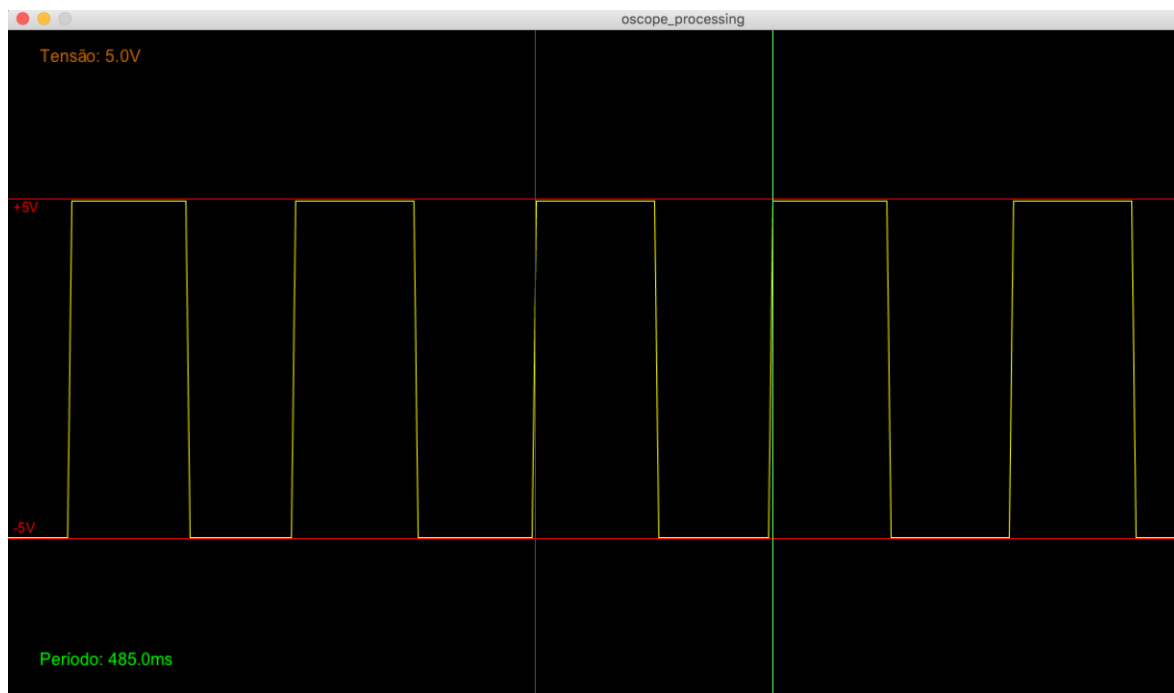 oscope_processing
Tensão: 5.0V
+5V
-5V
Período: 485.0ms